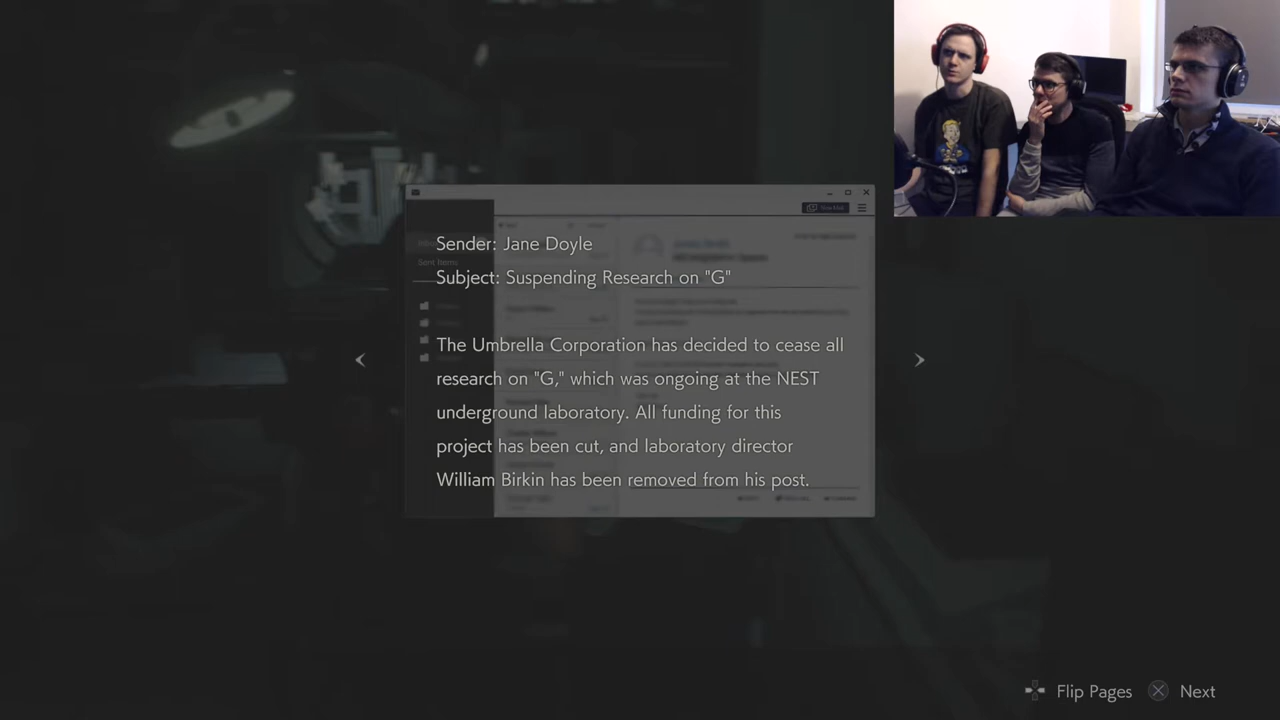 Sender: Jane Doyle
Subject: Suspending Research on "G"
The Umbrella Corporation has decided to cease all
research on "G," which was ongoing at the NEST
underground laboratory. All funding for this
project has been cut, and laboratory director
William Birkin has been removed from his post.
Sent Items
Flip Pages
Next